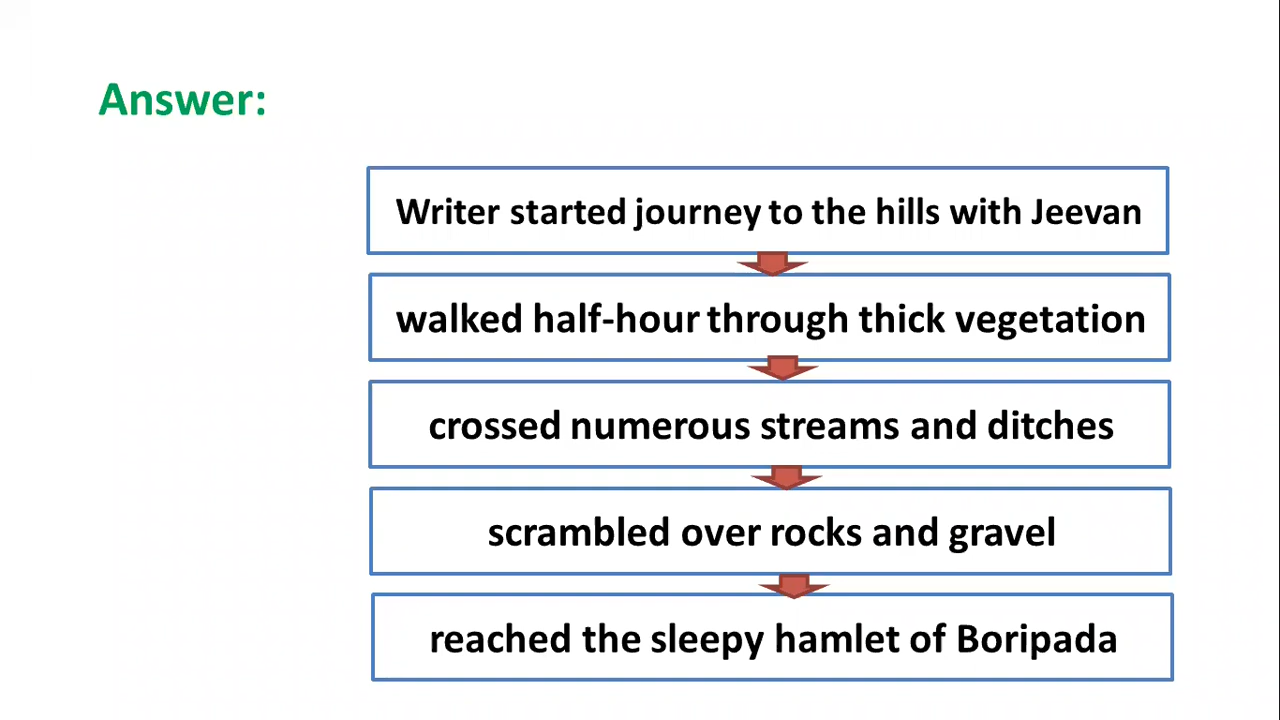 Answer:
Writer started journey to the hills with Jeevan
walked half-hour through thick vegetation
crossed numerous streams and ditches
scrambled over rocks and gravel
reached the sleepy hamlet of Boripada